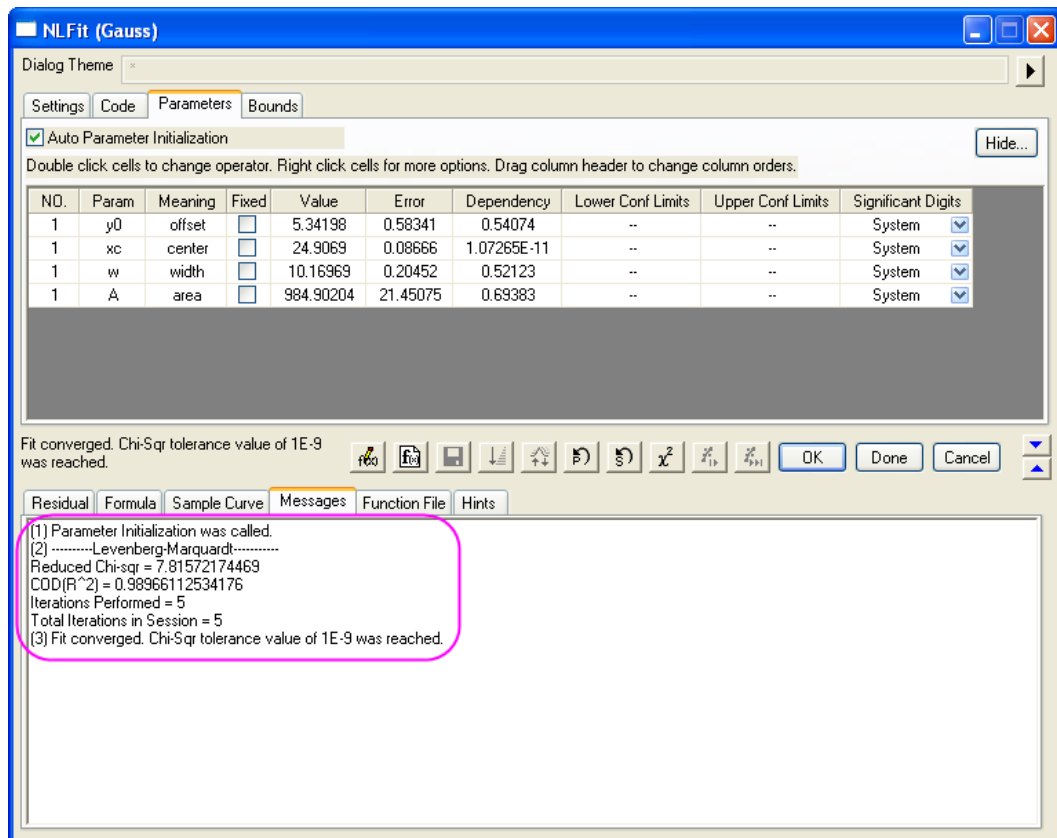 NLFit (Gauss)
Dialog Theme *
Settings Code Parameters Bounds
Auto Parameter Initialization
Hide...
Double click cells to change operator. Right click cells for more options. Drag column header to change column orders.
NO. Param Meaning Fixed Value Error Dependency Lower Conf Limits Upper Conf Limits Significant Digits
1 y0 offset 5.34198 0.58341 0.54074 -- -- System
1 xc center 24.9069 0.08666 1.07265E-11 -- -- System
1 w width 10.16969 0.20452 0.52123 -- -- System
1 A area 984.90204 21.45075 0.69383 -- -- System
Fit converged. Chi-Sqr tolerance value of 1E-9
was reached.
χ² OK Done Cancel
Residual Formula Sample Curve Messages Function File Hints
(1) Parameter Initialization was called.
(2) ----------Levenberg-Marquardt-----------
Reduced Chi-sqr = 7.81572174469
COD(R^2) = 0.98966112534176
Iterations Performed = 5
Total Iterations in Session = 5
(3) Fit converged. Chi-Sqr tolerance value of 1E-9 was reached.